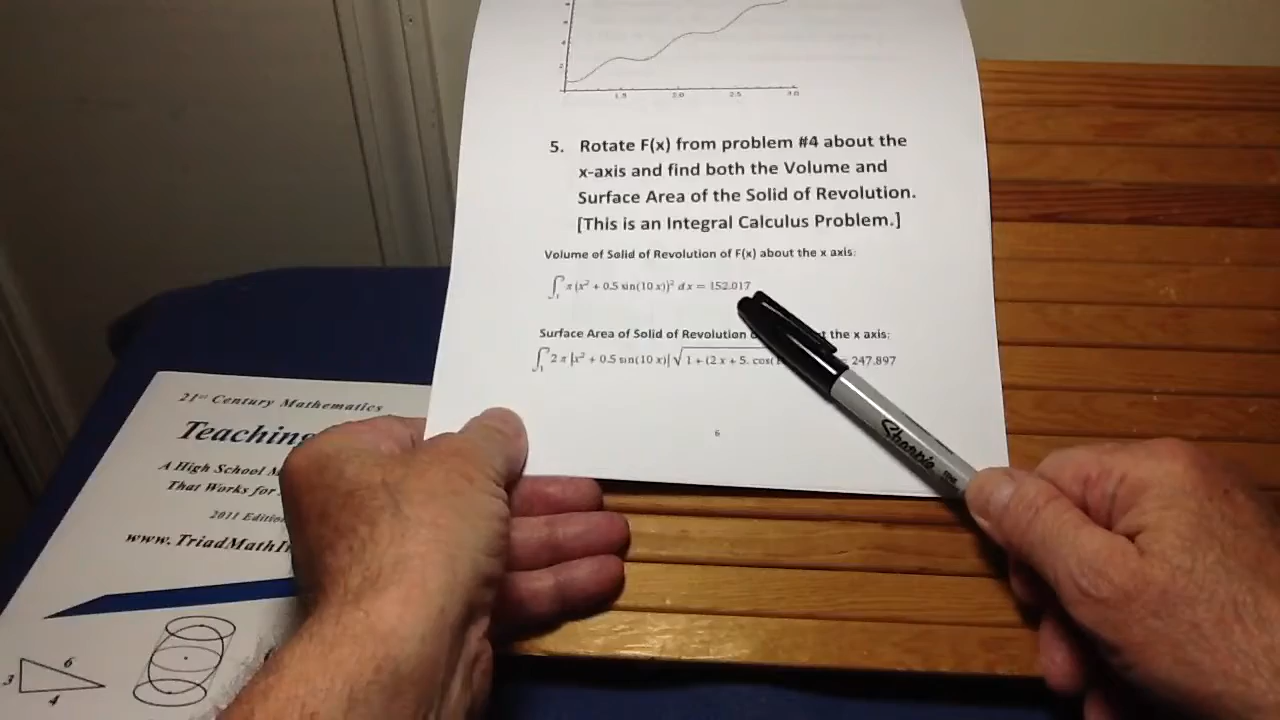 2
1.5 2.0 2.5 3.0
5. Rotate F(x) from problem #4 about the
x-axis and find both the Volume and
Surface Area of the Solid of Revolution.
[This is an Integral Calculus Problem.]
Volume of Solid of Revolution of F(x) about the x axis:
∫₁ π (x² + 0.5 sin(10 x))² dx = 152.017
Surface Area of Solid of Revolution the x axis:
∫₁ 2 π |x² + 0.5 sin(10 x)| √1 + (2 x + 5. cos( 247.897
6
21st Century Mathematics
Teaching
A High School
That Works for
2011 Edition
www.TriadMathI
3 6
4
Sharpie